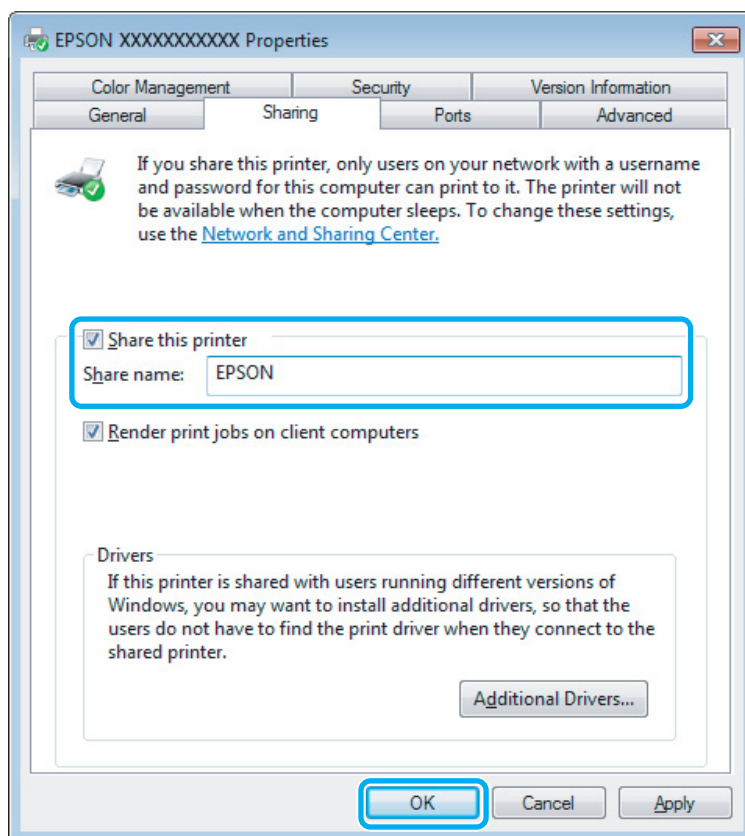 EPSON XXXXXXXXXXX Properties
Color Management Security Version Information
General Sharing Ports Advanced
If you share this printer, only users on your network with a username
and password for this computer can print to it. The printer will not
be available when the computer sleeps. To change these settings,
use the Network and Sharing Center.
Share this printer
Share name: EPSON
Render print jobs on client computers
Drivers
If this printer is shared with users running different versions of
Windows, you may want to install additional drivers, so that the
users do not have to find the print driver when they connect to the
shared printer.
Additional Drivers...
OK Cancel Apply